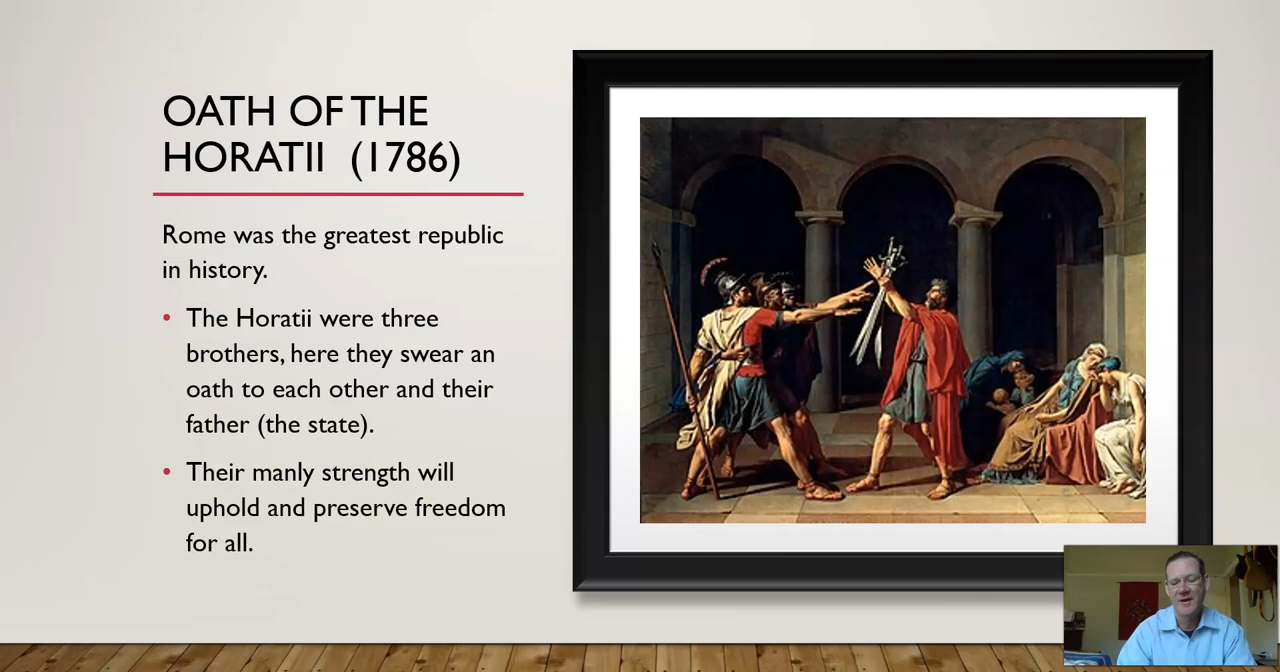 OATH OF THE
HORATII (1786)
Rome was the greatest republic
in history.
• The Horatii were three
brothers, here they swear an
oath to each other and their
father (the state).
• Their manly strength will
uphold and preserve freedom
for all.